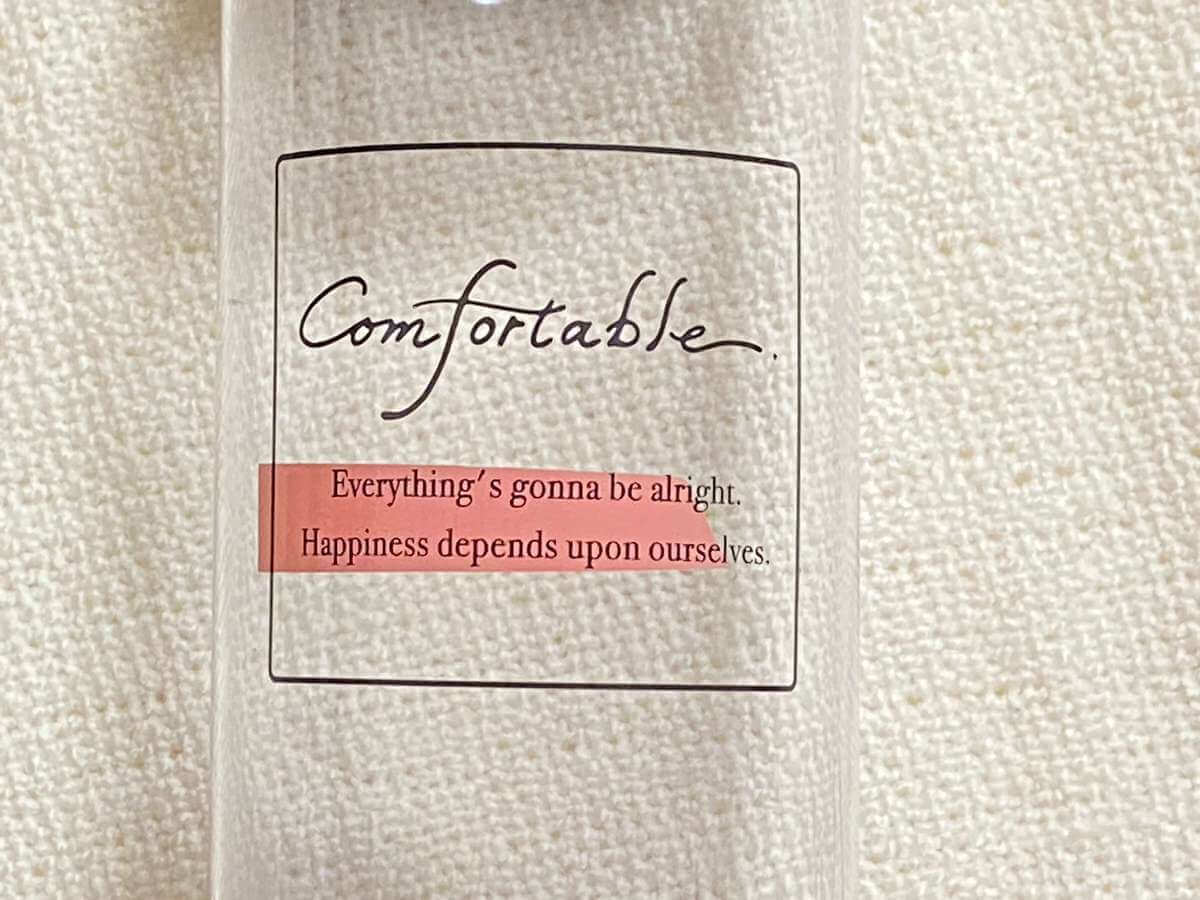 Comfortable.
Everything's gonna be alright.
Happiness depends upon ourselves.